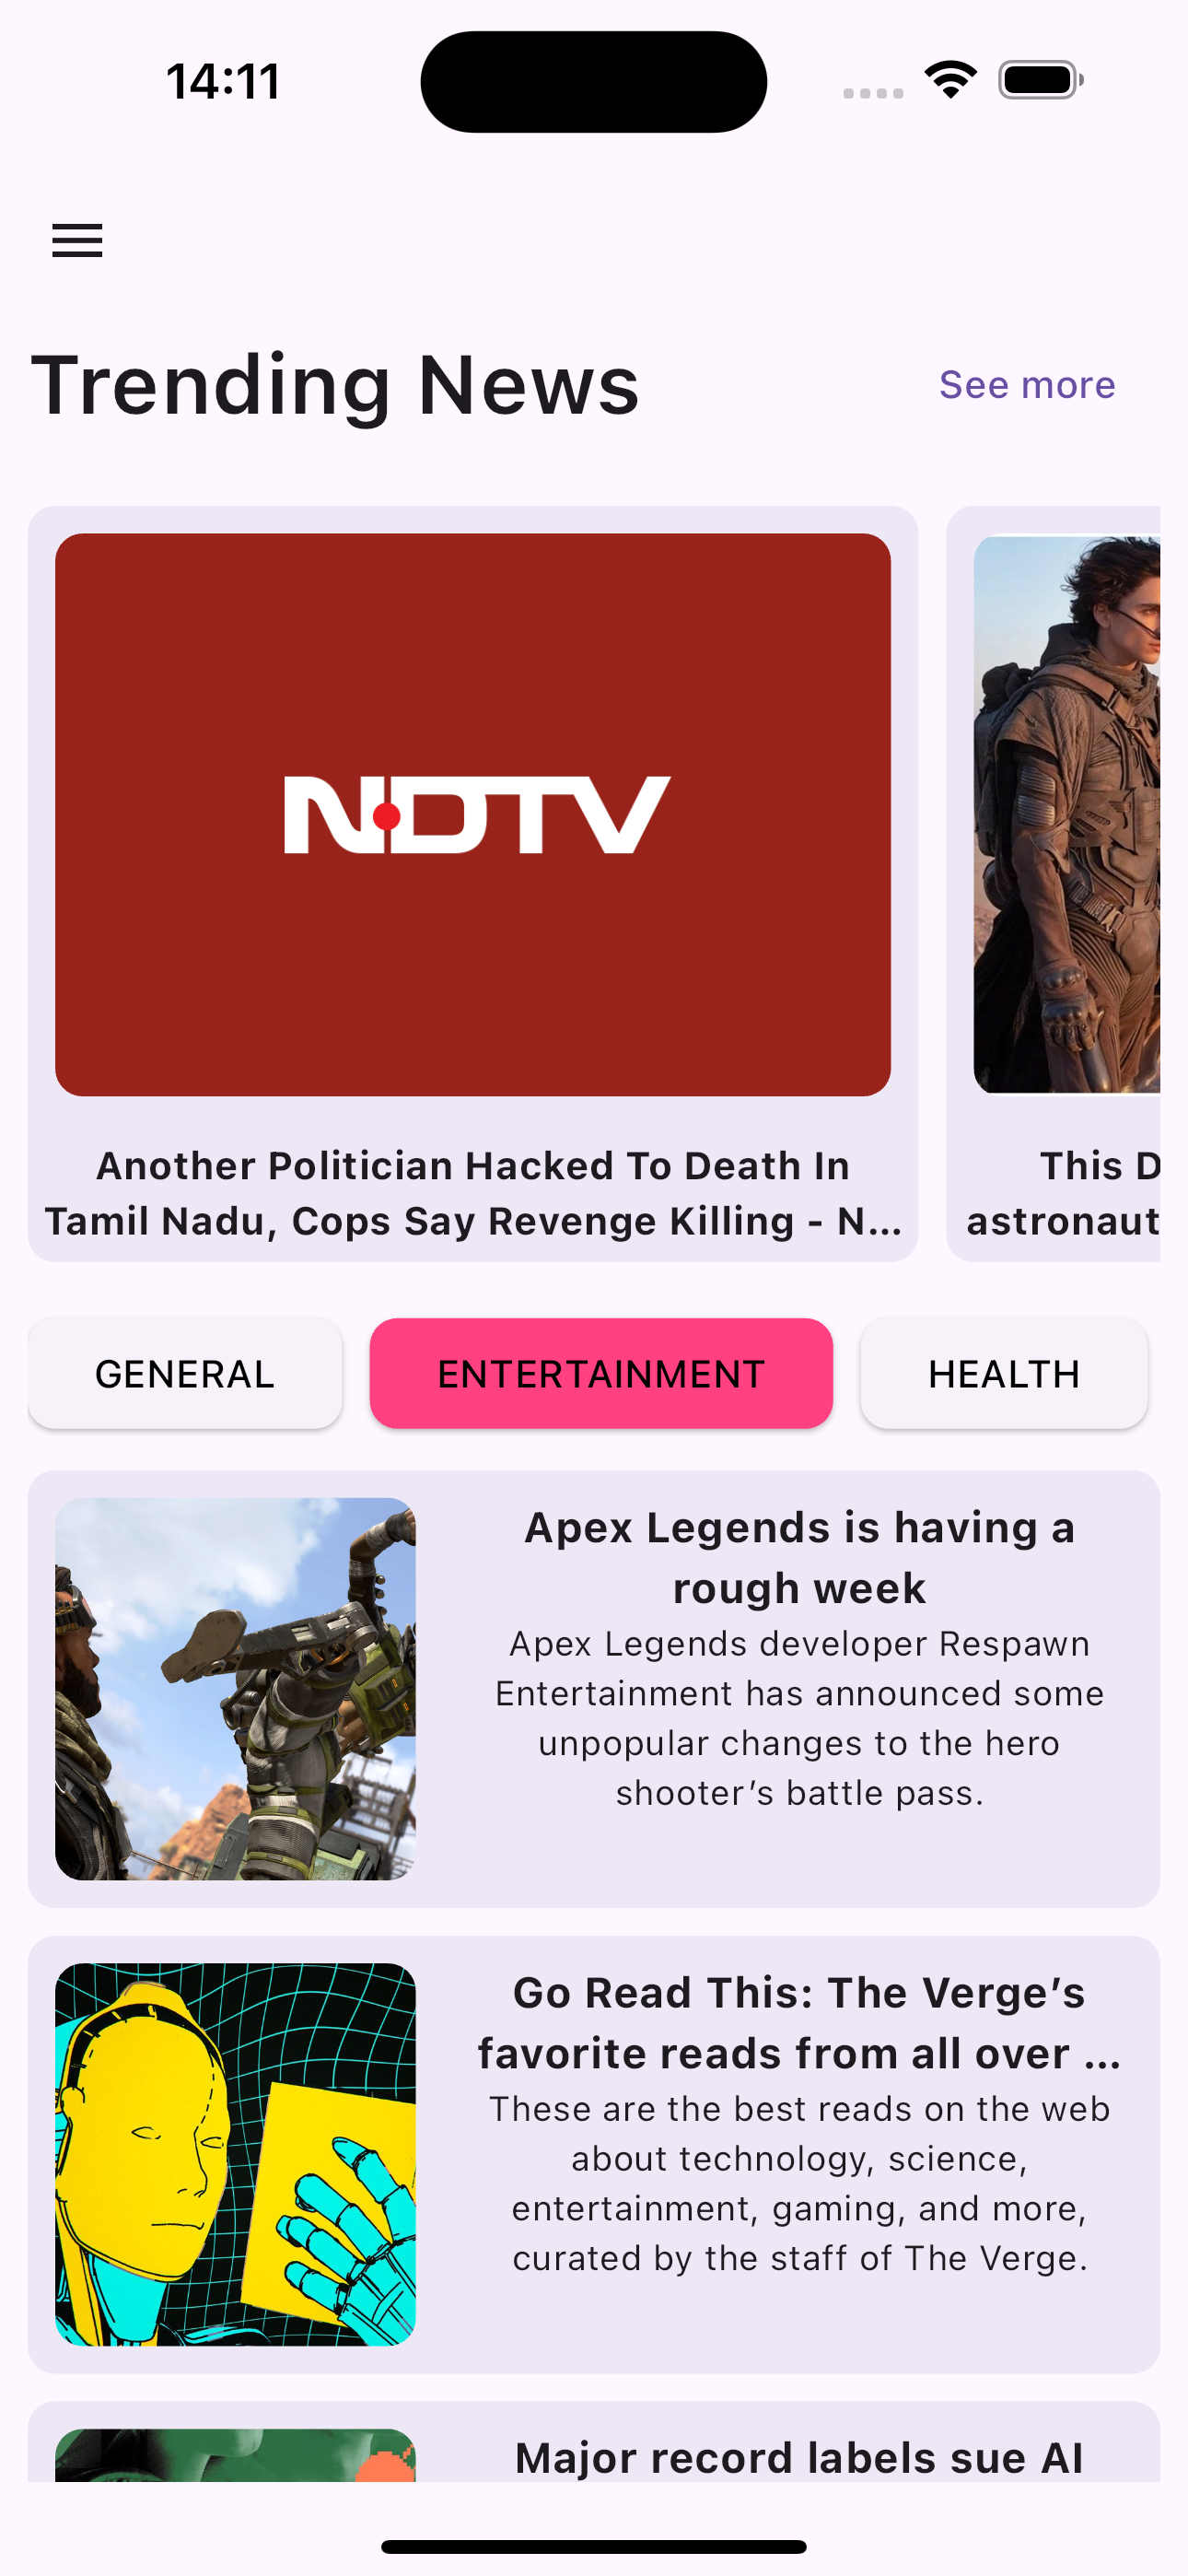 14:11
Trending News
See more
NDTV
Another Politician Hacked To Death In
Tamil Nadu, Cops Say Revenge Killing - N...
This D
astronaut
GENERAL
ENTERTAINMENT
HEALTH
Apex Legends is having a
rough week
Apex Legends developer Respawn
Entertainment has announced some
unpopular changes to the hero
shooter’s battle pass.
Go Read This: The Verge’s
favorite reads from all over ...
These are the best reads on the web
about technology, science,
entertainment, gaming, and more,
curated by the staff of The Verge.
Major record labels sue AI